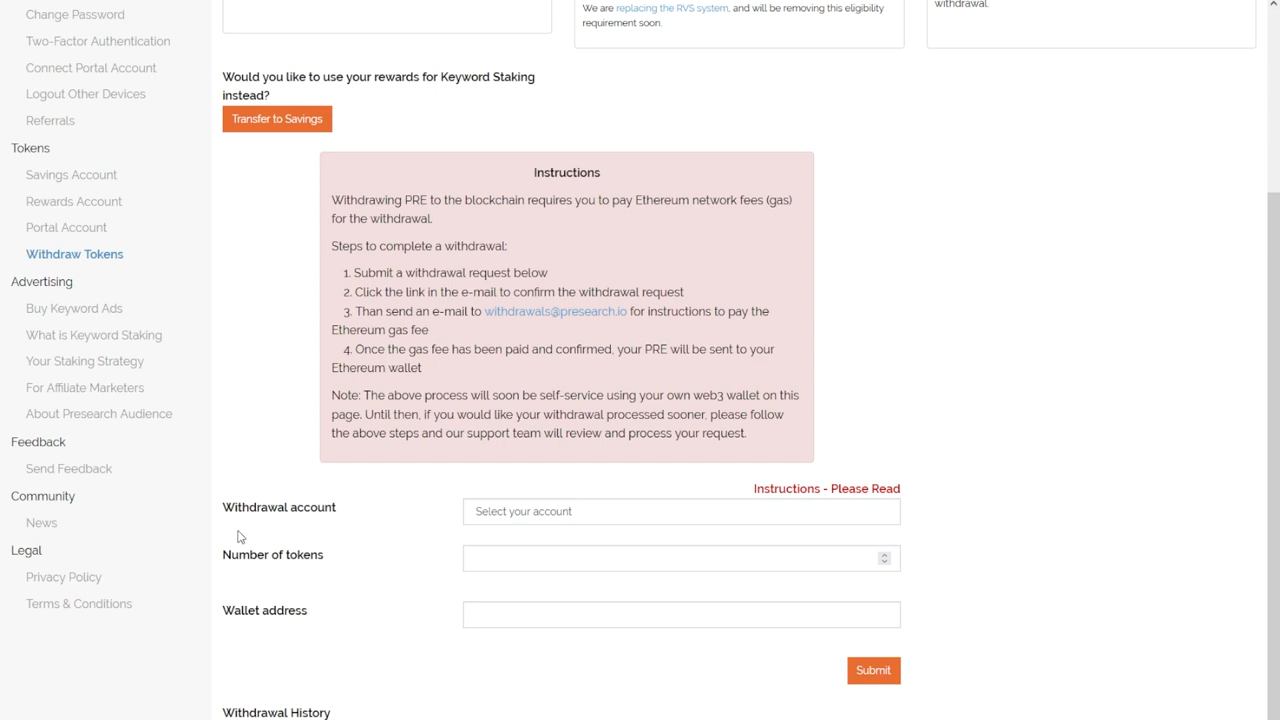 Change Password
Two-Factor Authentication
Connect Portal Account
Logout Other Devices
Referrals
Tokens
Savings Account
Rewards Account
Portal Account
Withdraw Tokens
Advertising
Buy Keyword Ads
What is Keyword Staking
Your Staking Strategy
For Affiliate Marketers
About Presearch Audience
Feedback
Send Feedback
Community
News
Legal
Privacy Policy
Terms & Conditions
We are replacing the RVS system, and will be removing this eligibility
requirement soon.
withdrawal.
Would you like to use your rewards for Keyword Staking
instead?
Transfer to Savings
Instructions
Withdrawing PRE to the blockchain requires you to pay Ethereum network fees (gas)
for the withdrawal.
Steps to complete a withdrawal:
1. Submit a withdrawal request below
2. Click the link in the e-mail to confirm the withdrawal request
3. Than send an e-mail to withdrawals@presearch.io for instructions to pay the
Ethereum gas fee
4. Once the gas fee has been paid and confirmed, your PRE will be sent to your
Ethereum wallet
Note: The above process will soon be self-service using your own web3 wallet on this
page. Until then, if you would like your withdrawal processed sooner, please follow
the above steps and our support team will review and process your request.
Instructions - Please Read
Withdrawal account
Select your account
Number of tokens
Wallet address
Submit
Withdrawal History